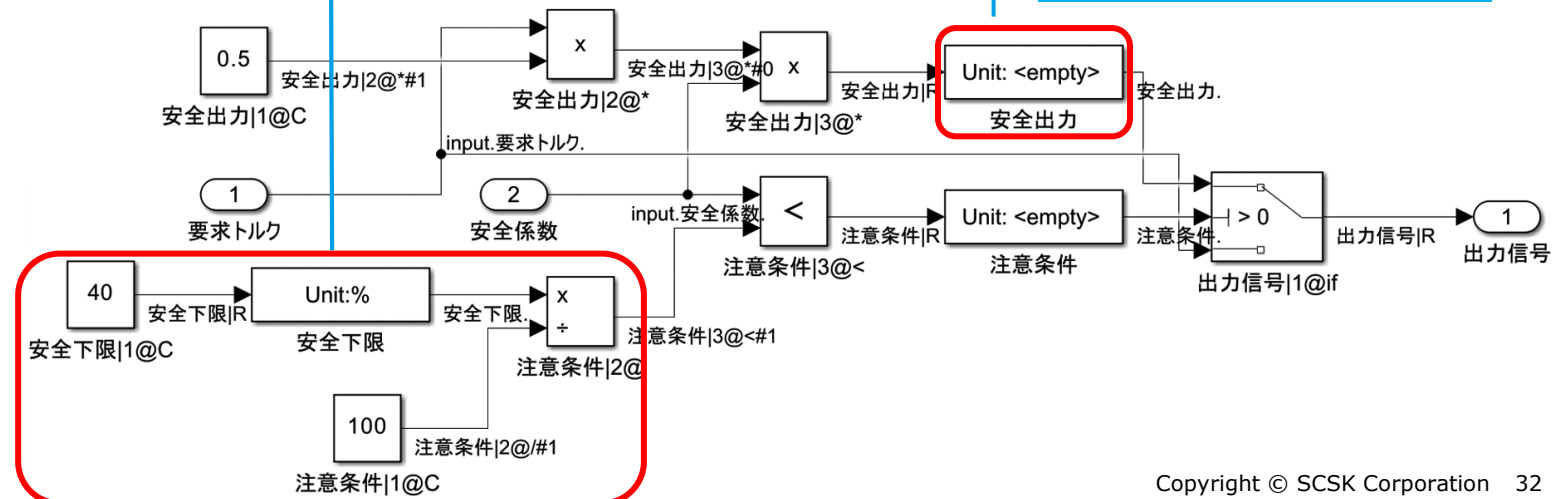 0.5
安全出力|1@C
安全出力|2@*#1
x
安全出力|2@*
安全出力|3@*#0
x
安全出力|3@*
安全出力|R
Unit: <empty>
安全出力
安全出力.
input.要求トルク.
1
要求トルク
2
安全係数
input.安全係数.
<
注意条件|3@<
注意条件|R
Unit: <empty>
注意条件
注意条件.
> 0
出力信号|1@if
出力信号|R
1
出力信号
40
安全下限|1@C
安全下限|R
Unit:%
安全下限
安全下限.
x
÷
注意条件|2@
注意条件|3@<#1
100
注意条件|1@C
注意条件|2@/#1
Copyright © SCSK Corporation 32